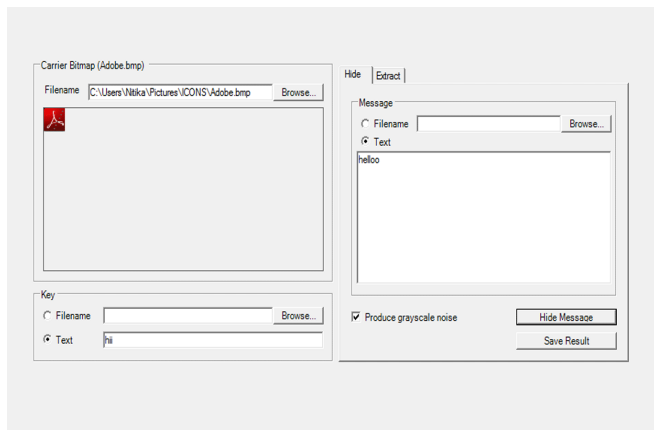 Carrier Bitmap (Adobe.bmp)
Filename C:\Users\Nitika\Pictures\ICONS\Adobe.bmp Browse...
Key
Filename Browse...
Text hii
Hide Extract
Message
Filename Browse...
Text
helloo
Produce grayscale noise Hide Message
Save Result